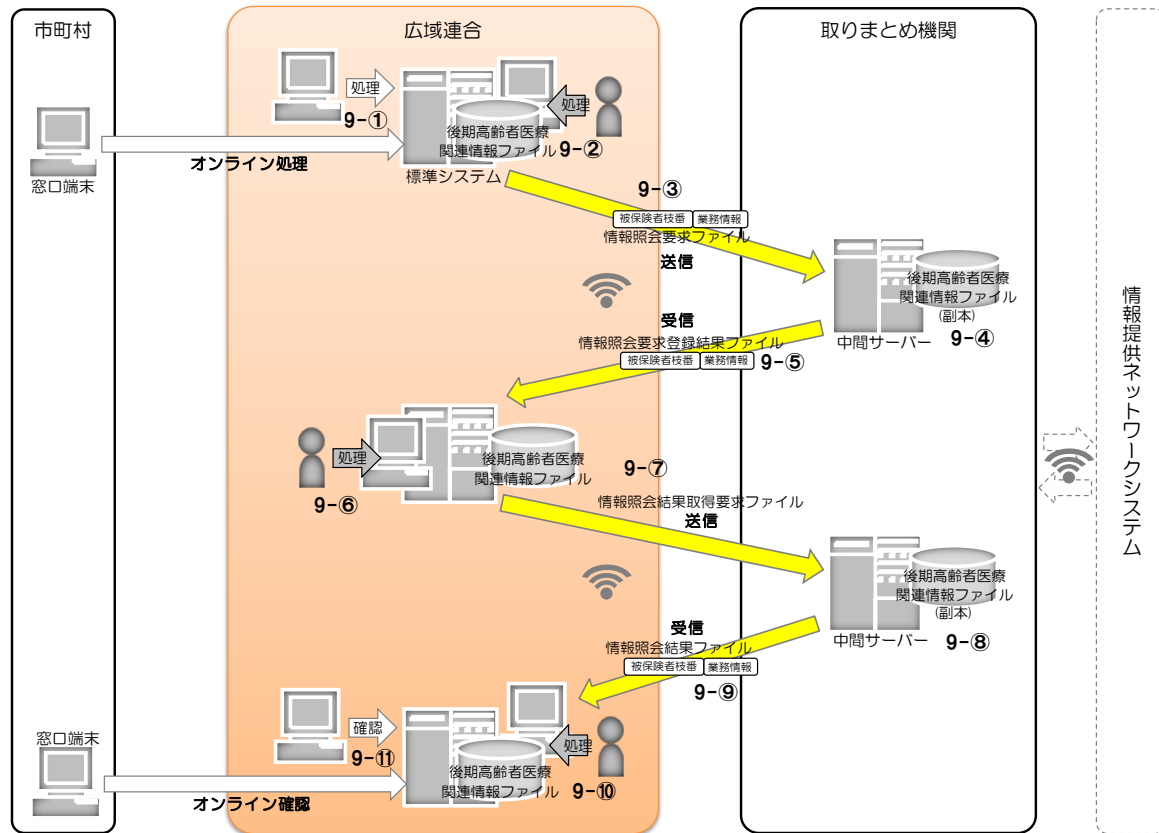 市町村
広域連合
取りまとめ機関
処理
9-①
処理
後期高齢者医療
関連情報ファイル
9-②
オンライン処理
窓口端末
標準システム
9-③
被保険者枝番
業務情報
情報照会要求ファイル
送信
後期高齢者医療
関連情報ファイル
(副本)
中間サーバー
9-④
受信
情報照会要求登録結果ファイル
被保険者枝番
業務情報
9-⑤
処理
9-⑥
後期高齢者医療
関連情報ファイル
9-⑦
情報照会結果取得要求ファイル
送信
後期高齢者医療
関連情報ファイル
(副本)
中間サーバー
9-⑧
受信
情報照会結果ファイル
被保険者枝番
業務情報
9-⑨
確認
9-⑪
処理
後期高齢者医療
関連情報ファイル
9-⑩
窓口端末
オンライン確認
情報提供ネットワークシステム